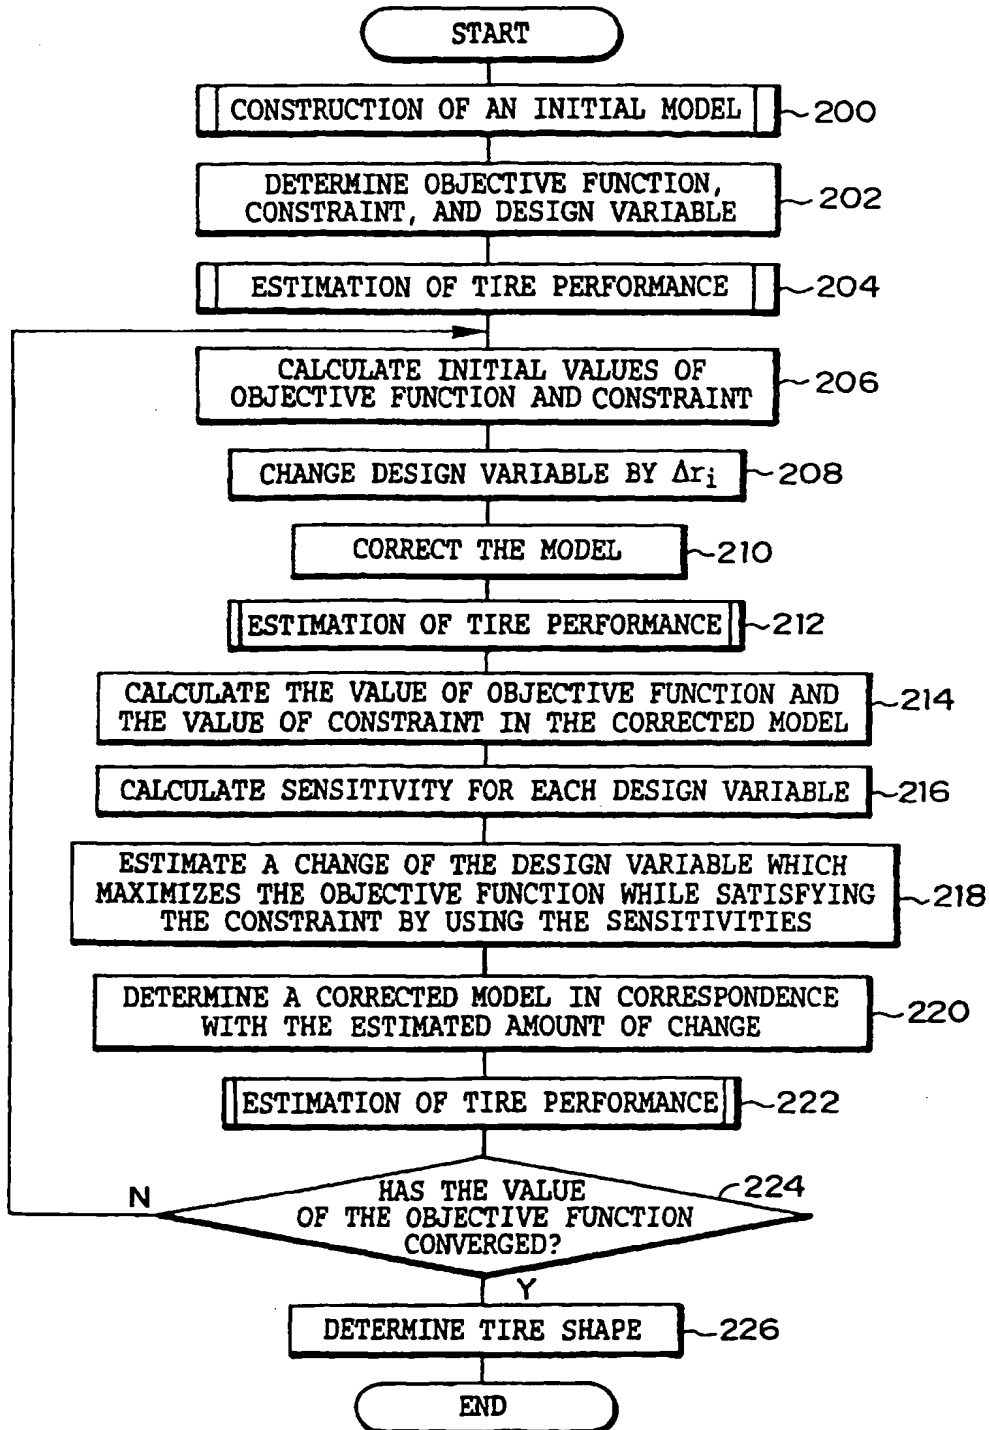 START
CONSTRUCTION OF AN INITIAL MODEL
200
DETERMINE OBJECTIVE FUNCTION,
CONSTRAINT, AND DESIGN VARIABLE
202
ESTIMATION OF TIRE PERFORMANCE
204
CALCULATE INITIAL VALUES OF
OBJECTIVE FUNCTION AND CONSTRAINT
206
CHANGE DESIGN VARIABLE BY Δri
208
CORRECT THE MODEL
210
ESTIMATION OF TIRE PERFORMANCE
212
CALCULATE THE VALUE OF OBJECTIVE FUNCTION AND
THE VALUE OF CONSTRAINT IN THE CORRECTED MODEL
214
CALCULATE SENSITIVITY FOR EACH DESIGN VARIABLE
216
ESTIMATE A CHANGE OF THE DESIGN VARIABLE WHICH
MAXIMIZES THE OBJECTIVE FUNCTION WHILE SATISFYING
THE CONSTRAINT BY USING THE SENSITIVITIES
218
DETERMINE A CORRECTED MODEL IN CORRESPONDENCE
WITH THE ESTIMATED AMOUNT OF CHANGE
220
ESTIMATION OF TIRE PERFORMANCE
222
N
HAS THE VALUE
OF THE OBJECTIVE FUNCTION
CONVERGED?
224
Y
DETERMINE TIRE SHAPE
226
END